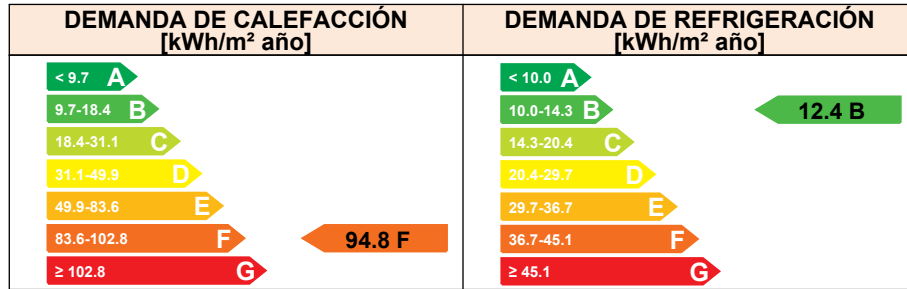 DEMANDA DE CALEFACCIÓN
[kWh/m² año]
< 9.7 A
9.7-18.4 B
18.4-31.1 C
31.1-49.9 D
49.9-83.6 E
83.6-102.8 F
94.8 F
≥ 102.8 G
DEMANDA DE REFRIGERACIÓN
[kWh/m² año]
< 10.0 A
10.0-14.3 B
12.4 B
14.3-20.4 C
20.4-29.7 D
29.7-36.7 E
36.7-45.1 F
≥ 45.1 G